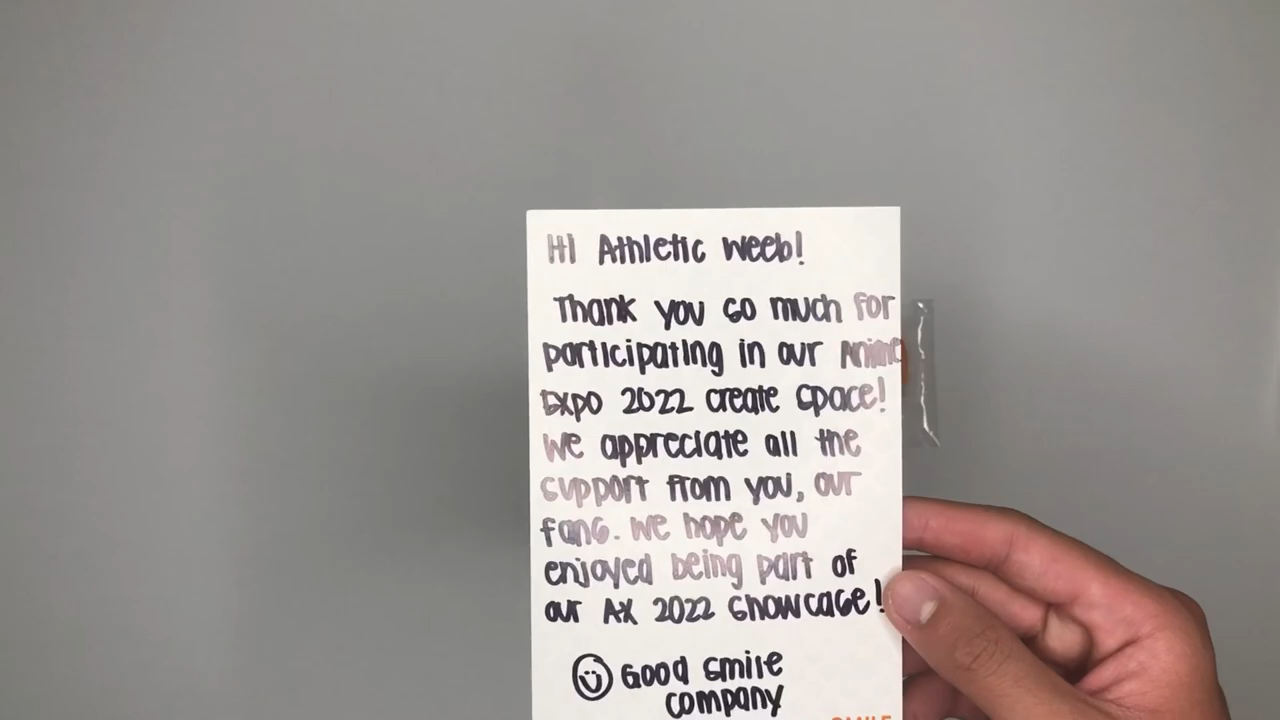 Hi Athletic Weeb!
Thank you so much for
participating in our Anime
Expo 2022 create space!
We appreciate all the
support from you, our
fans. We hope you
enjoyed being part of
our AX 2022 showcase!
Good Smile
Company
SMILE